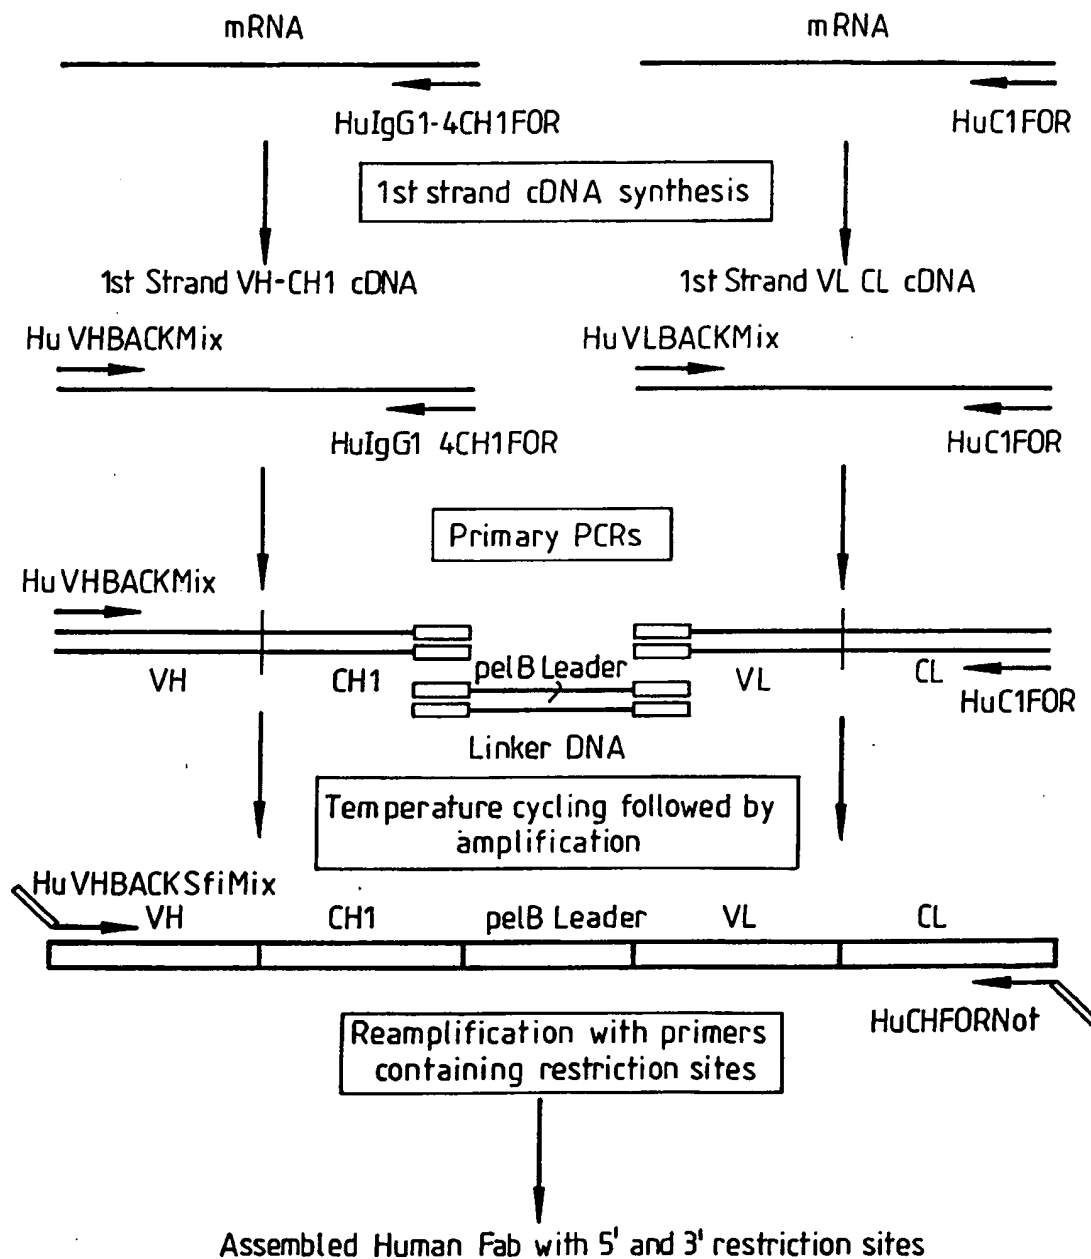 mRNA
mRNA
HuIgG1-4CH1FOR
HuC1FOR
1st strand cDNA synthesis
1st Strand VH-CH1 cDNA
1st Strand VL CL cDNA
Hu VHBACKMix
Hu VLBACKMix
HuIgG1 4CH1FOR
HuC1FOR
Primary PCRs
Hu VHBACKMix
VH
CH1
pelB Leader
VL
CL
HuC1FOR
Linker DNA
Temperature cycling followed by
amplification
Hu VHBACKSfiMix
VH
CH1
pelB Leader
VL
CL
HuCHFORNot
Reamplification with primers
containing restriction sites
Assembled Human Fab with 5' and 3' restriction sites